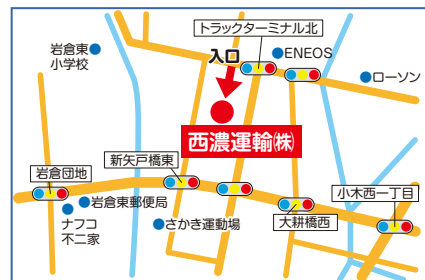 トラックターミナル北
岩倉東
小学校
入口
ENEOS
ローソン
西濃運輸㈱
岩倉団地
新矢戸橋東
小木西一丁目
岩倉東郵便局
ナフコ
不二家
さかき運動場
大耕橋西